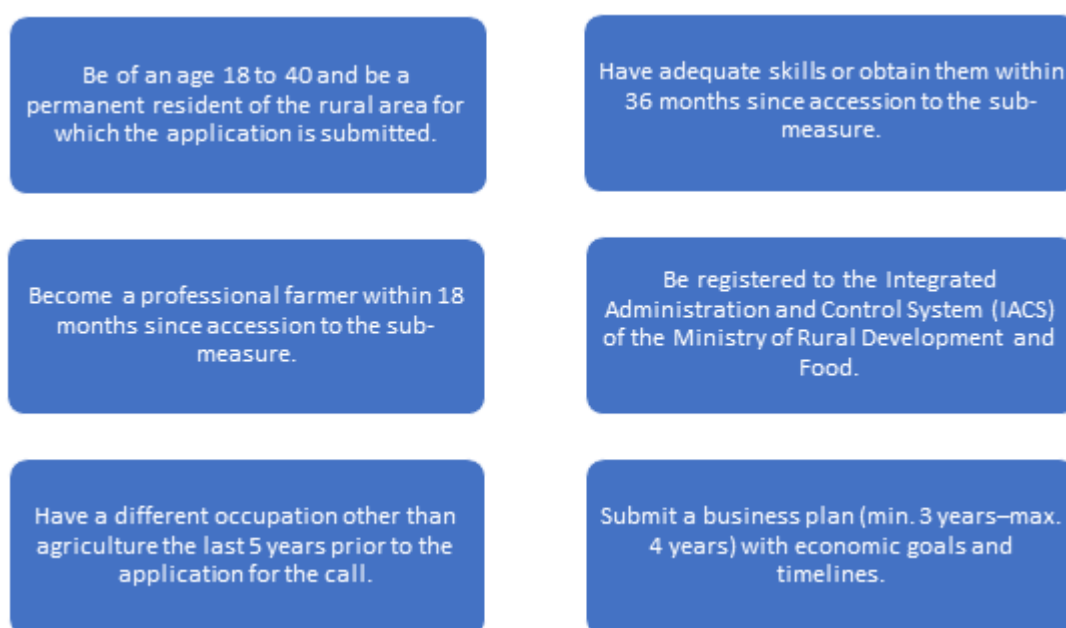 Be of an age 18 to 40 and be a
permanent resident of the rural area for
which the application is submitted.
Have adequate skills or obtain them within
36 months since accession to the sub-
measure.
Become a professional farmer within 18
months since accession to the sub-
measure.
Be registered to the Integrated
Administration and Control System (IACS)
of the Ministry of Rural Development and
Food.
Have a different occupation other than
agriculture the last 5 years prior to the
application for the call.
Submit a business plan (min. 3 years–max.
4 years) with economic goals and
timelines.